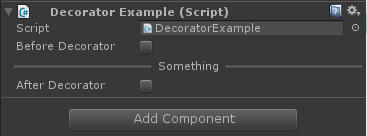 Decorator Example (Script)
Script DecoratorExample
Before Decorator
Something
After Decorator
Add Component